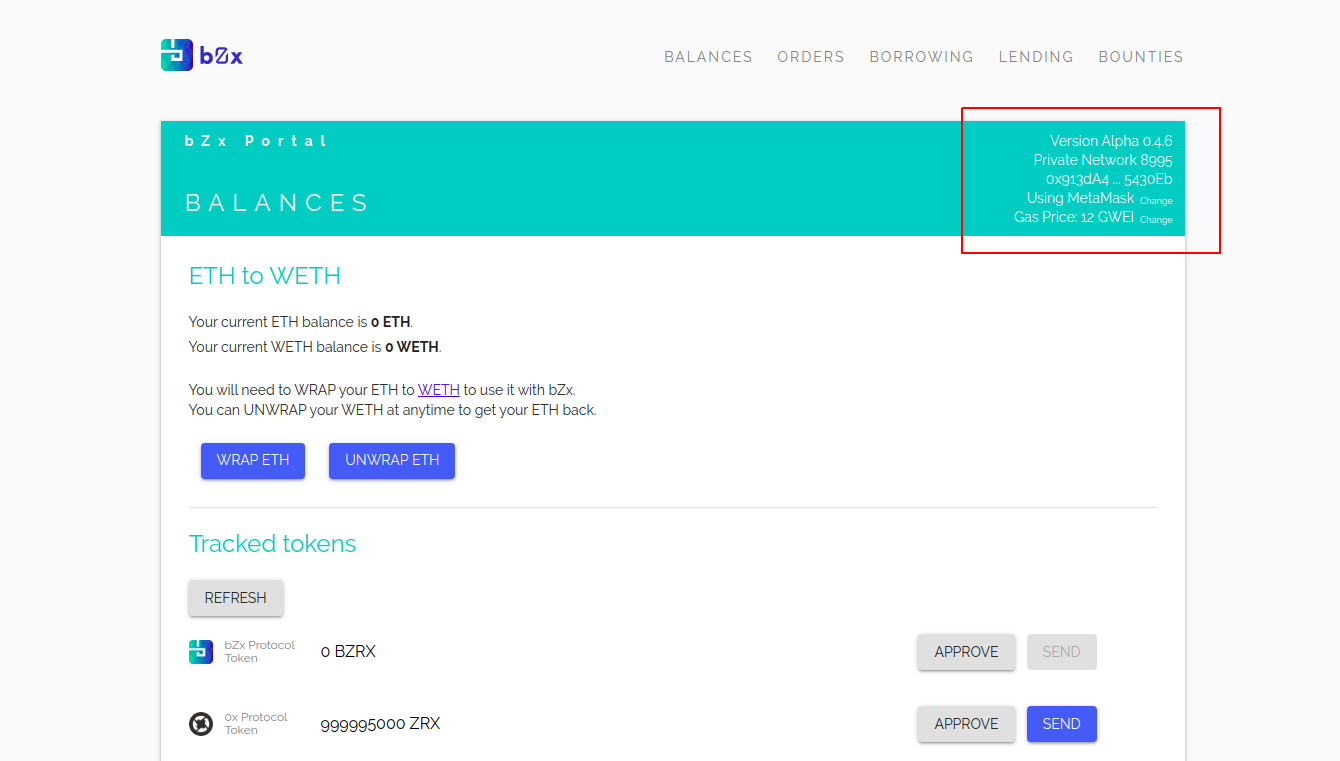 b0x
BALANCES ORDERS BORROWING LENDING BOUNTIES
bZx Portal
BALANCES
Version Alpha 0.4.6
Private Network 8995
0x913dA4 ... 5430Eb
Using MetaMask Change
Gas Price: 12 GWEI Change
ETH to WETH
Your current ETH balance is 0 ETH.
Your current WETH balance is 0 WETH.
You will need to WRAP your ETH to WETH to use it with bZx.
You can UNWRAP your WETH at anytime to get your ETH back.
WRAP ETH UNWRAP ETH
Tracked tokens
REFRESH
bZx Protocol
Token
0 BZRX
APPROVE SEND
0x Protocol
Token
999995000 ZRX
APPROVE SEND